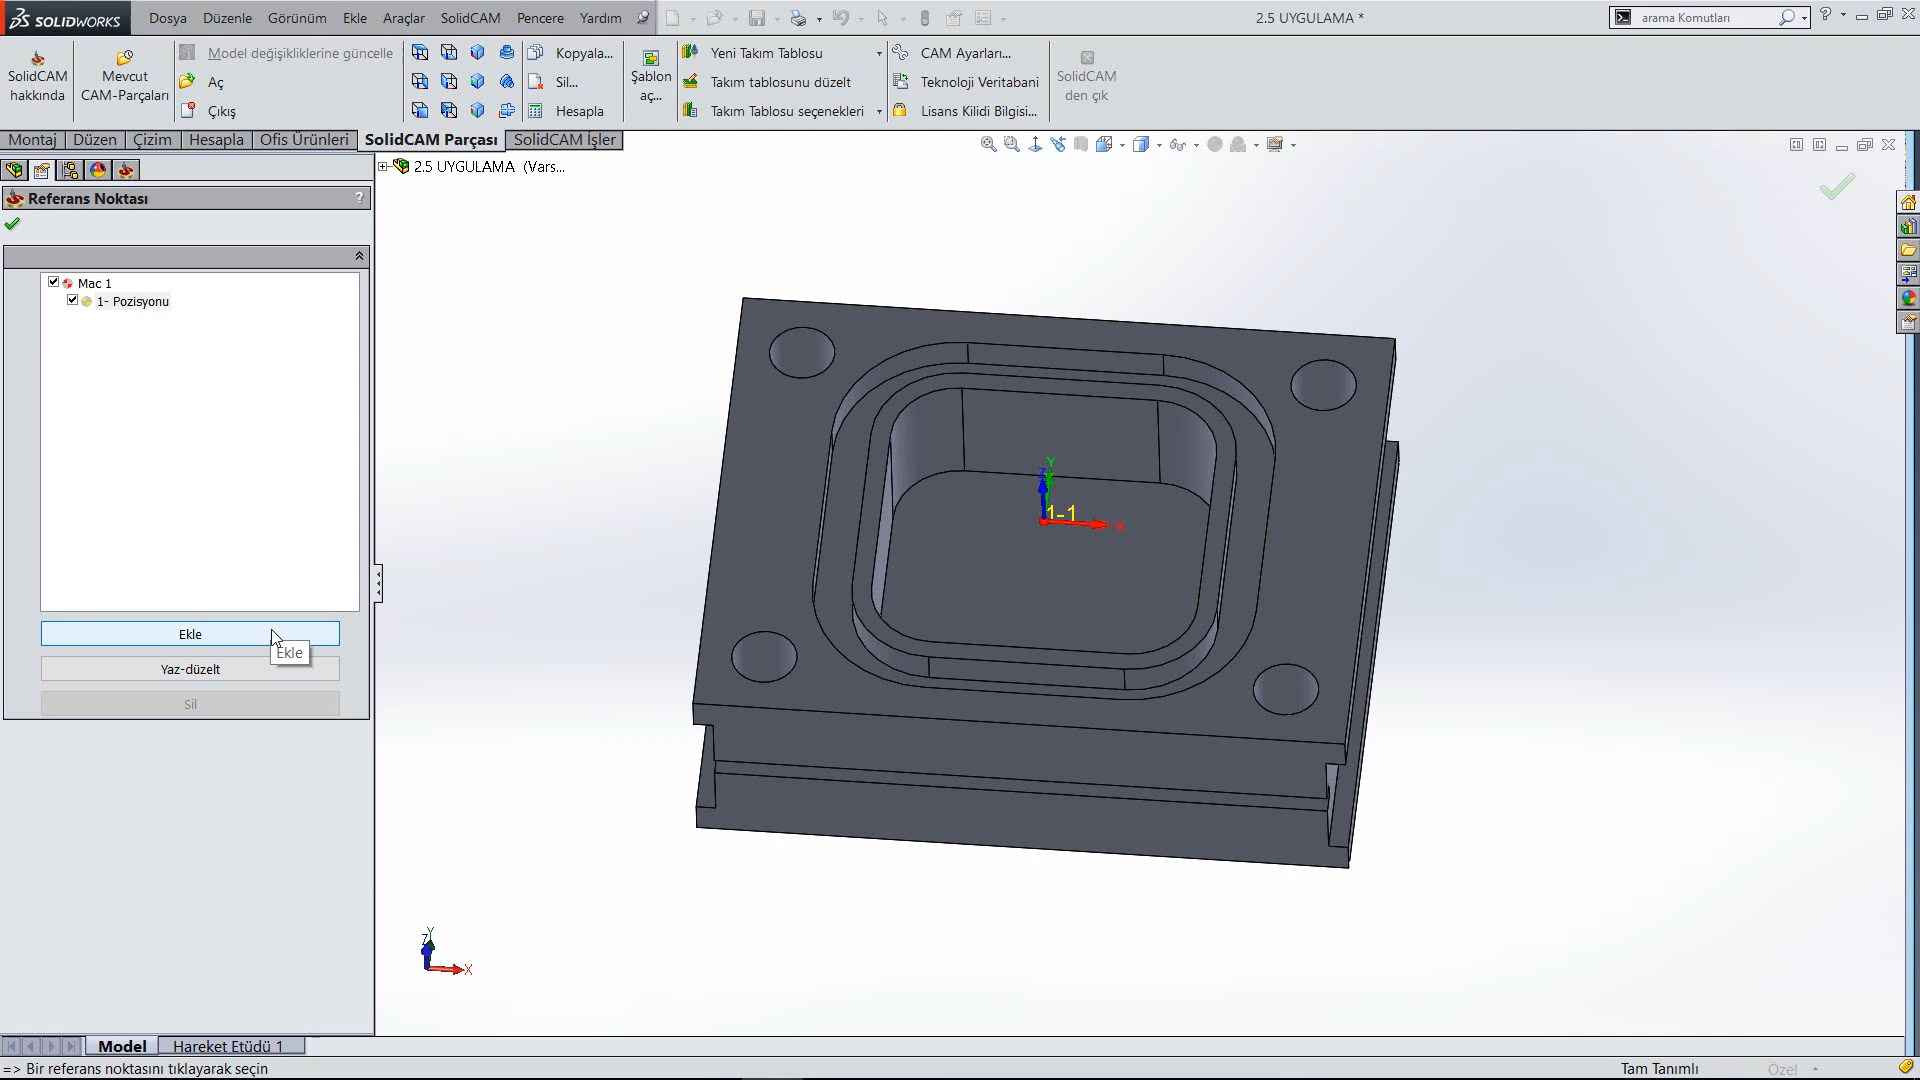 SOLIDWORKS Dosya Düzenle Görünüm Ekle Araçlar SolidCAM Pencere Yardım 2.5 UYGULAMA * arama Komutları
SolidCAM hakkında
Mevcut CAM-Parçaları
Model değişikliklerine güncelle
Aç
Çıkış
Kopyala...
Sil...
Hesapla
Şablon aç...
Yeni Takım Tablosu
Takım tablosunu düzelt
Takım Tablosu seçenekleri
CAM Ayarları...
Teknoloji Veritabani
Lisans Kilidi Bilgisi...
SolidCAM den çık
Montaj Düzen Çizim Hesapla Ofis Ürünleri SolidCAM Parçası SolidCAM İşler
2.5 UYGULAMA (Vars...
Referans Noktası ?
Mac 1
1- Pozisyonu
Ekle
Ekle
Yaz-düzelt
Sil
Y
Z
1-1
X
Y
Z
X
Model Hareket Etüdü 1
=> Bir referans noktasını tıklayarak seçin Tam Tanımlı Özel